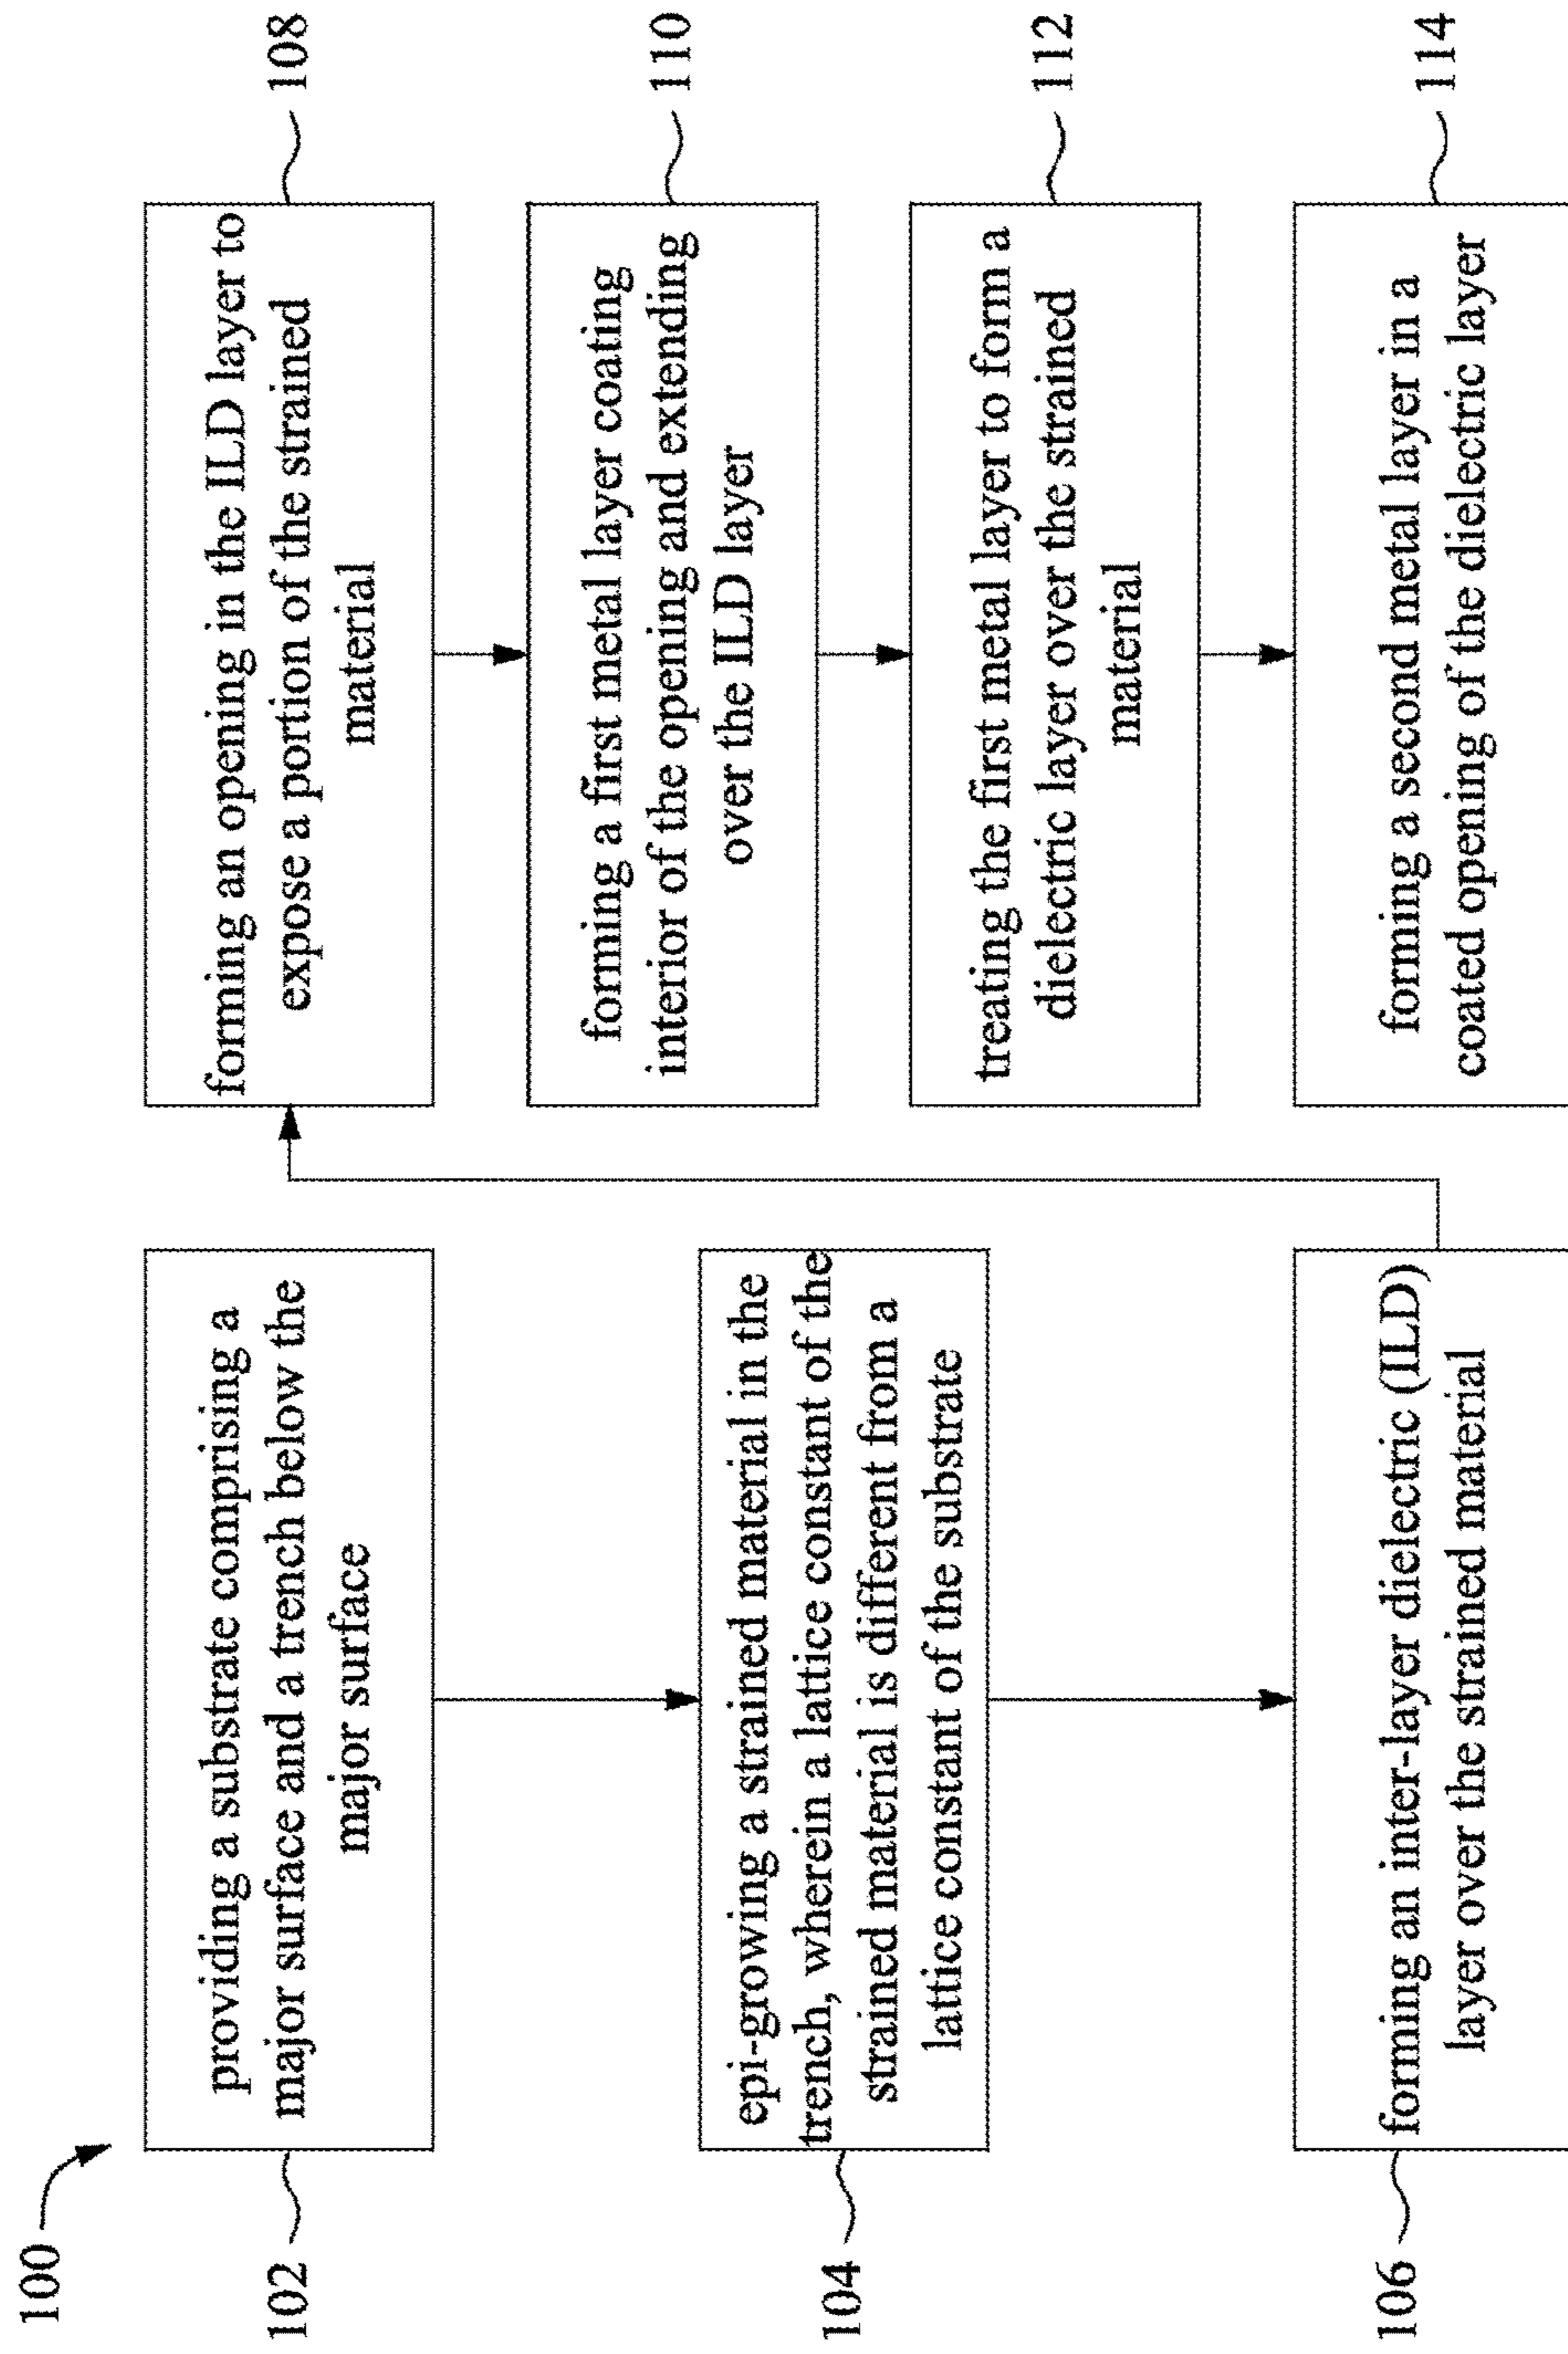 100
102
providing a substrate comprising a
major surface and a trench below the
major surface
104
epi-growing a strained material in the
trench, wherein a lattice constant of the
strained material is different from a
lattice constant of the substrate
106
forming an inter-layer dielectric (ILD)
layer over the strained material
forming an opening in the ILD layer to
expose a portion of the strained
material
108
forming a first metal layer coating
interior of the opening and extending
over the ILD layer
110
treating the first metal layer to form a
dielectric layer over the strained
material
112
forming a second metal layer in a
coated opening of the dielectric layer
114